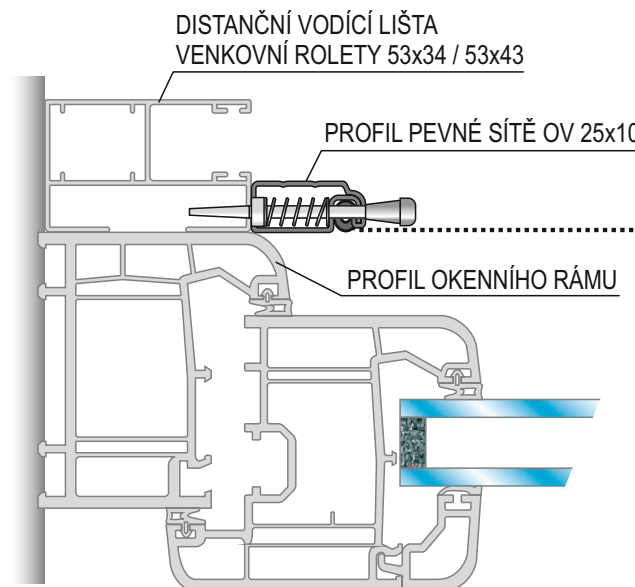 DISTANČNÍ VODÍCÍ LIŠTA
VENKOVNÍ ROLETY 53x34 / 53x43
PROFIL PEVNÉ SÍTĚ OV 25x10
PROFIL OKENNÍHO RÁMU